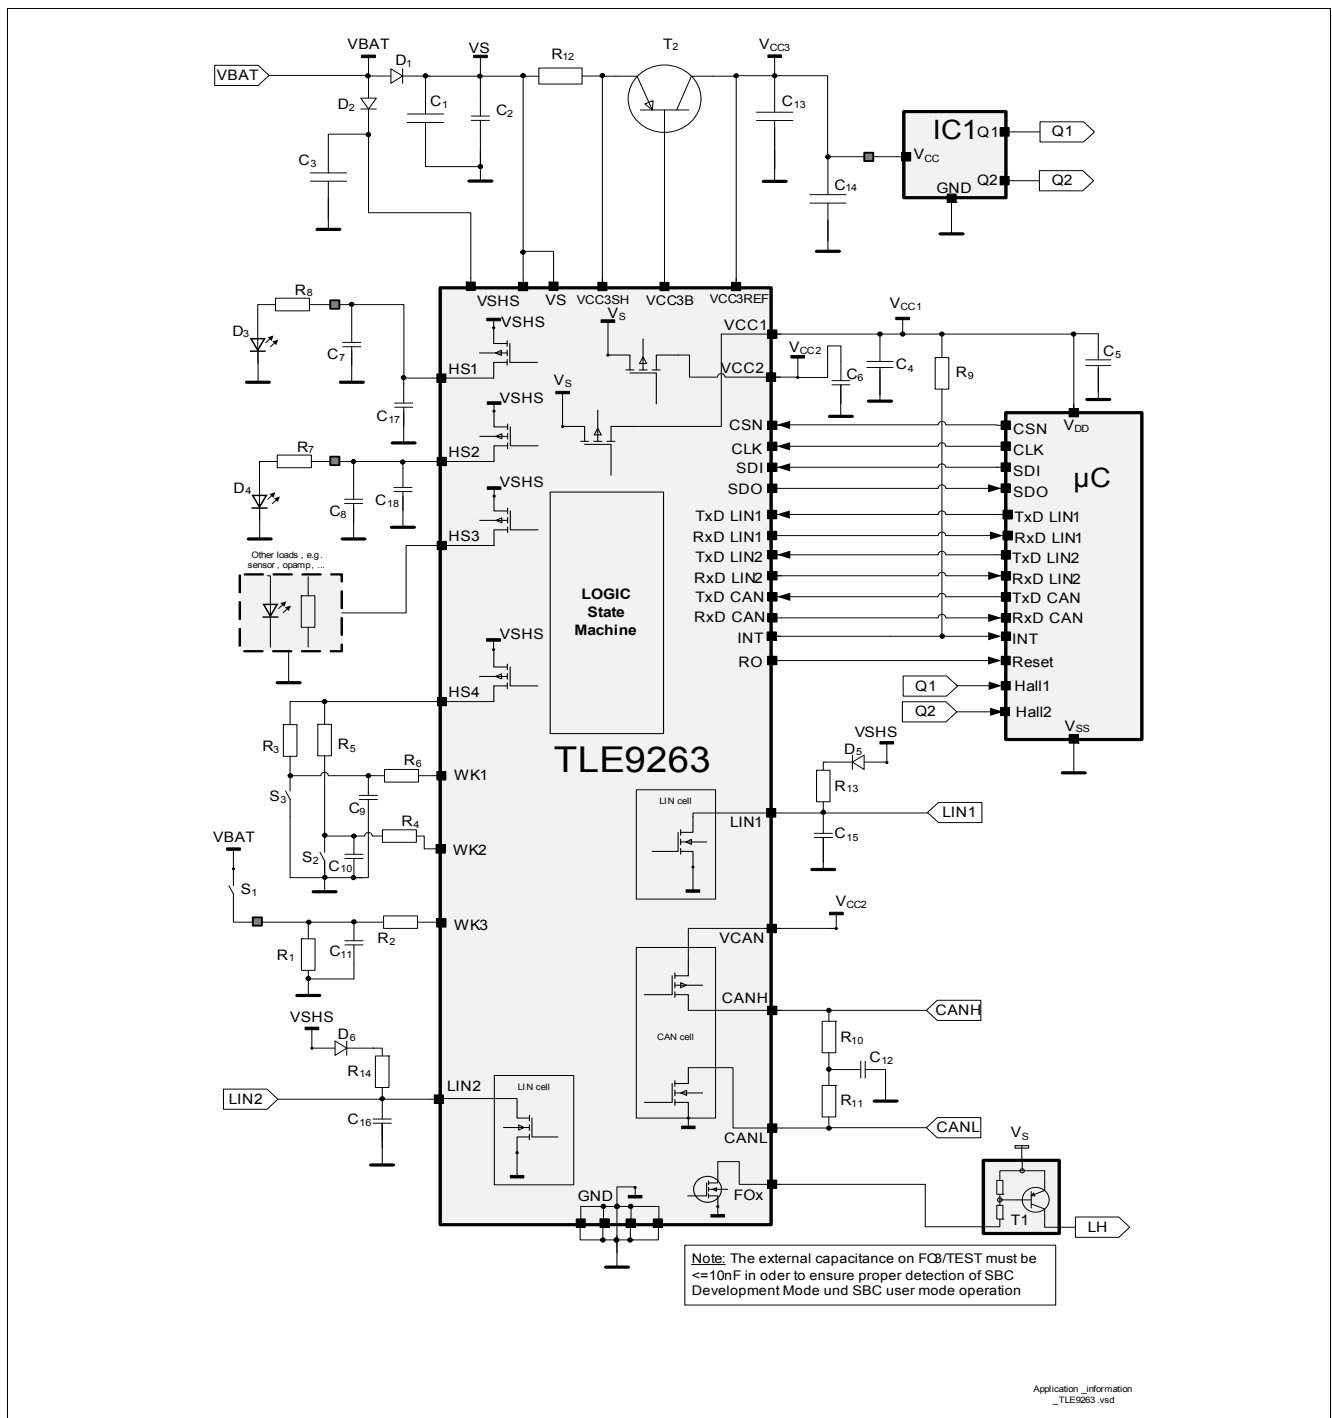 VBAT
VBAT
D1
VS
R12
T2
VCC3
D2
C1
C2
C13
C3
C14
IC1
VCC
Q1
Q2
GND
Q1
Q2
VSHS
VS
VCC3SH
VCC3B
VCC3REF
R8
D3
C7
C17
HS1
VSHS
VS
VS
VCC1
VCC2
VCC1
VCC2
C6
C4
R9
C5
R7
D4
C8
C18
HS2
VSHS
CSN
CLK
SDI
SDO
TxD LIN1
RxD LIN1
TxD LIN2
RxD LIN2
TxD CAN
RxD CAN
INT
RO
VDD
CSN
CLK
SDI
SDO
µC
TxD LIN1
RxD LIN1
TxD LIN2
RxD LIN2
TxD CAN
RxD CAN
INT
Reset
Hall1
Hall2
VSS
Q1
Q2
HS3
VSHS
Other loads , e.g.
sensor , opamp, ...
LOGIC
State
Machine
HS4
VSHS
R3
R5
R6
WK1
S3
C9
R4
WK2
S2
C10
VBAT
S1
R1
C11
R2
WK3
TLE9263
LIN cell
LIN1
VSHS
D5
R13
C15
LIN1
VCC2
VCAN
CANH
CAN cell
CANL
CANH
R10
C12
R11
CANL
VSHS
D6
R14
LIN2
C16
LIN2
LIN cell
GND
FOx
VS
T1
LH
Note: The external capacitance on FO3/TEST must be
<=10nF in oder to ensure proper detection of SBC
Development Mode und SBC user mode operation
Application _information
_TLE9263 .vsd